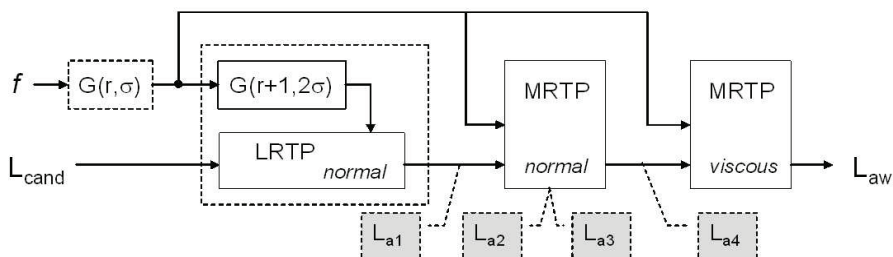 f
G(r,σ)
G(r+1,2σ)
MRTP
MRTP
L_cand
LRTP
normal
normal
viscous
L_aw
L_a1
L_a2
L_a3
L_a4